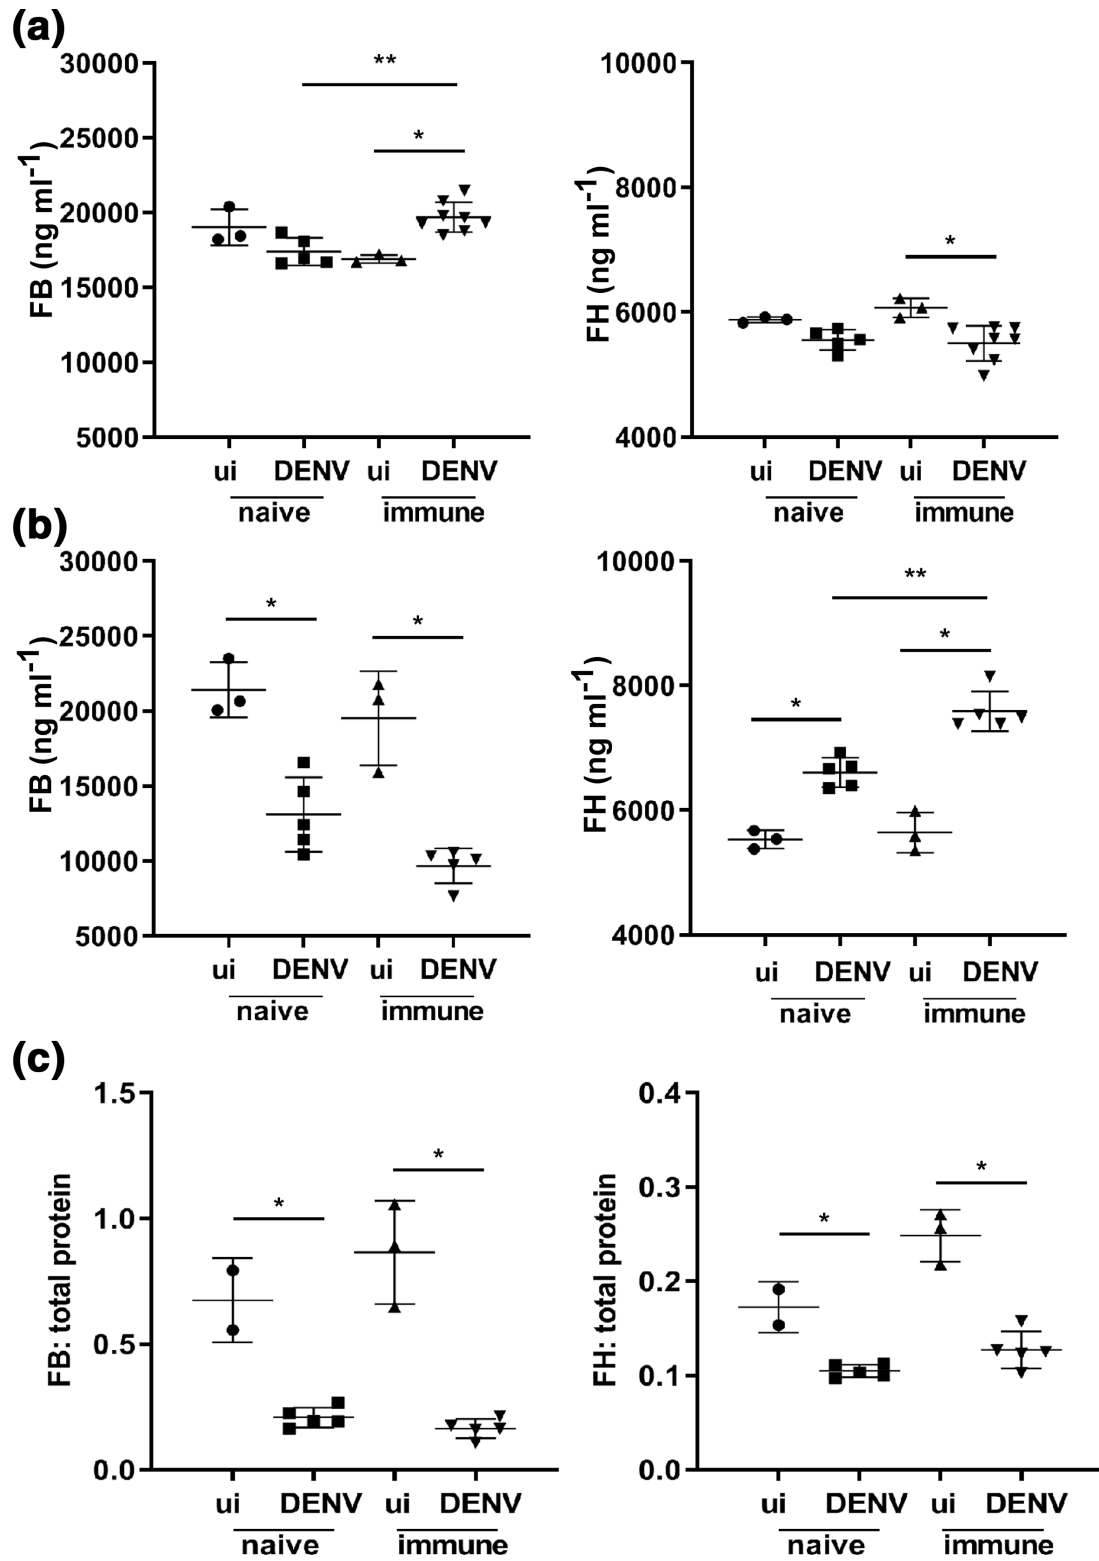 (a)
30000
25000
20000
15000
10000
5000
FB (ng ml-1)
**
*
ui DENV ui DENV
naive immune
10000
8000
6000
4000
FH (ng ml-1)
*
ui DENV ui DENV
naive immune
(b)
30000
25000
20000
15000
10000
5000
FB (ng ml-1)
*
*
ui DENV ui DENV
naive immune
10000
8000
6000
4000
FH (ng ml-1)
**
*
*
ui DENV ui DENV
naive immune
(c)
1.5
1.0
0.5
0.0
FB: total protein
*
*
ui DENV ui DENV
naive immune
0.4
0.3
0.2
0.1
0.0
FH: total protein
*
*
ui DENV ui DENV
naive immune